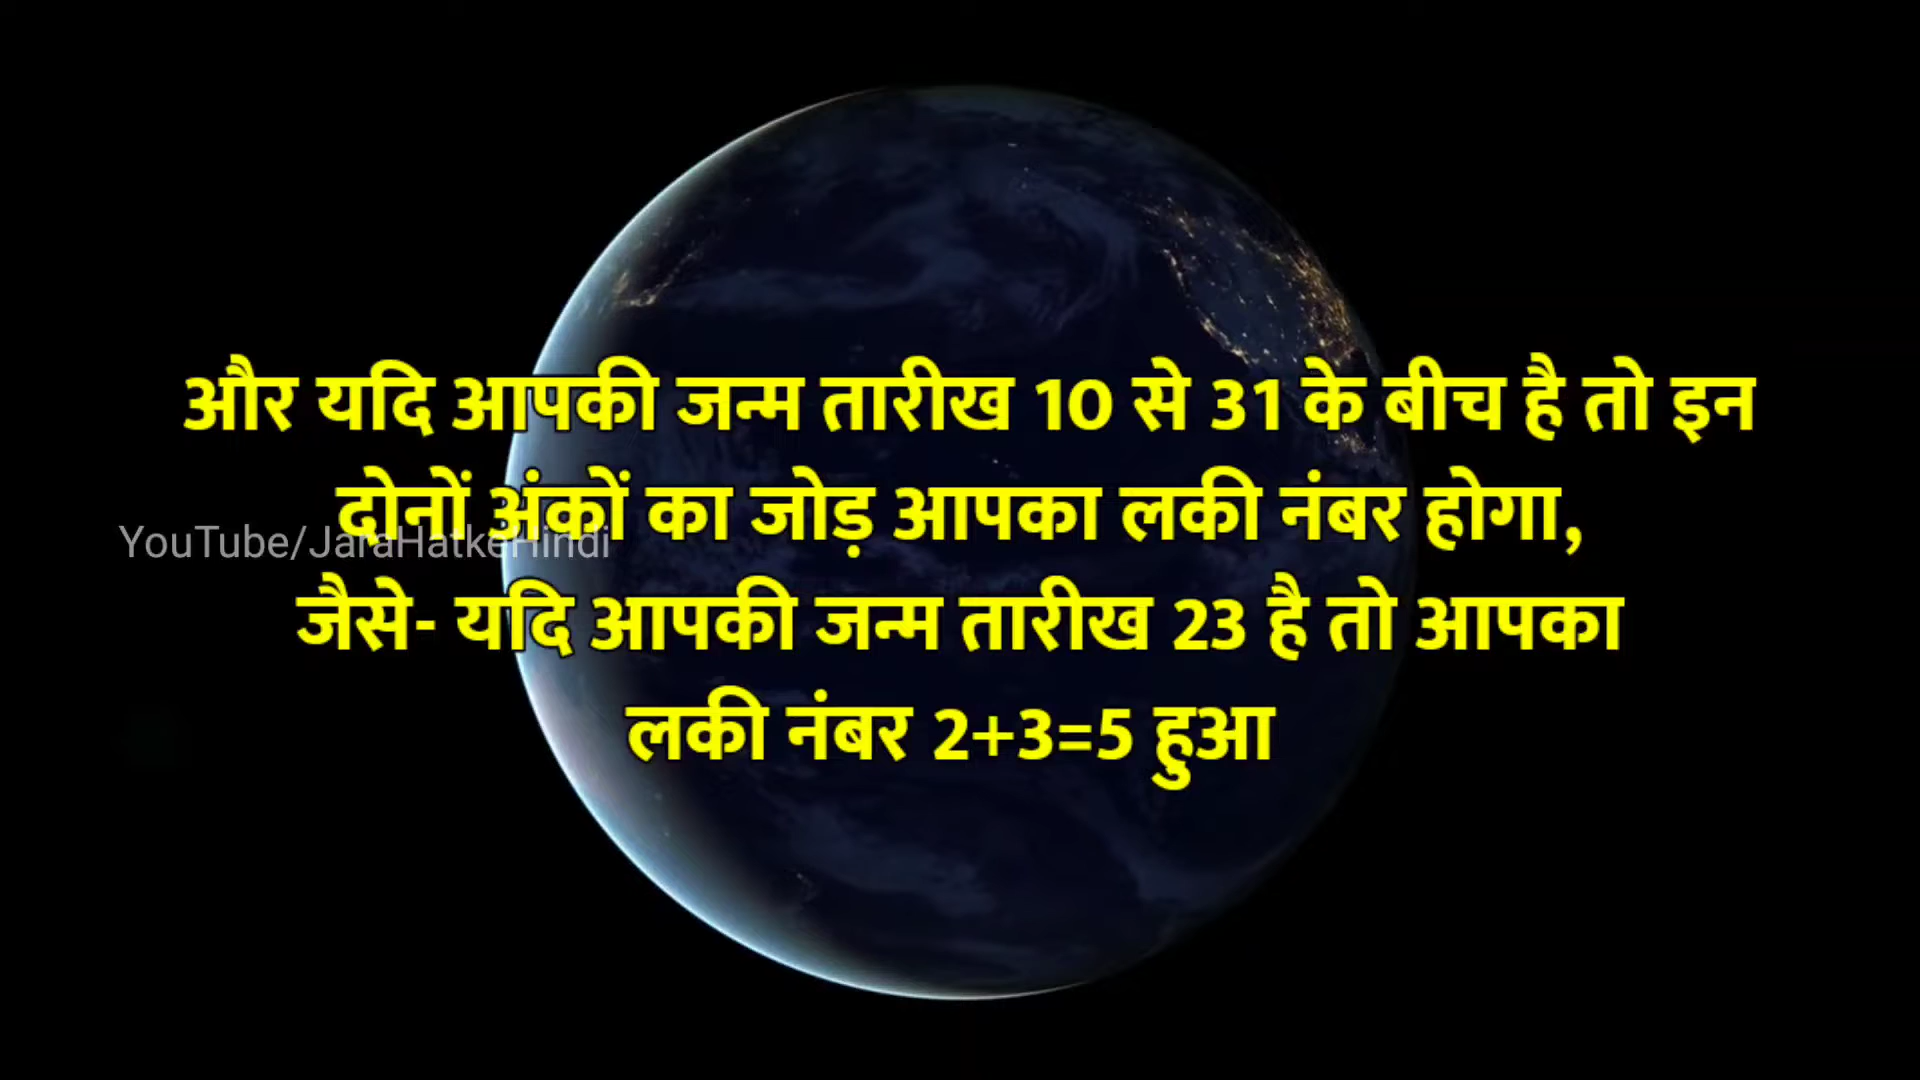 और यदि आपकी जन्म तारीख 10 से 31 के बीच है तो इन
दोनों अंकों का जोड़ आपका लकी नंबर होगा,
YouTube/JaraHatkeHindi
जैसे- यदि आपकी जन्म तारीख 23 है तो आपका
लकी नंबर 2+3=5 हुआ